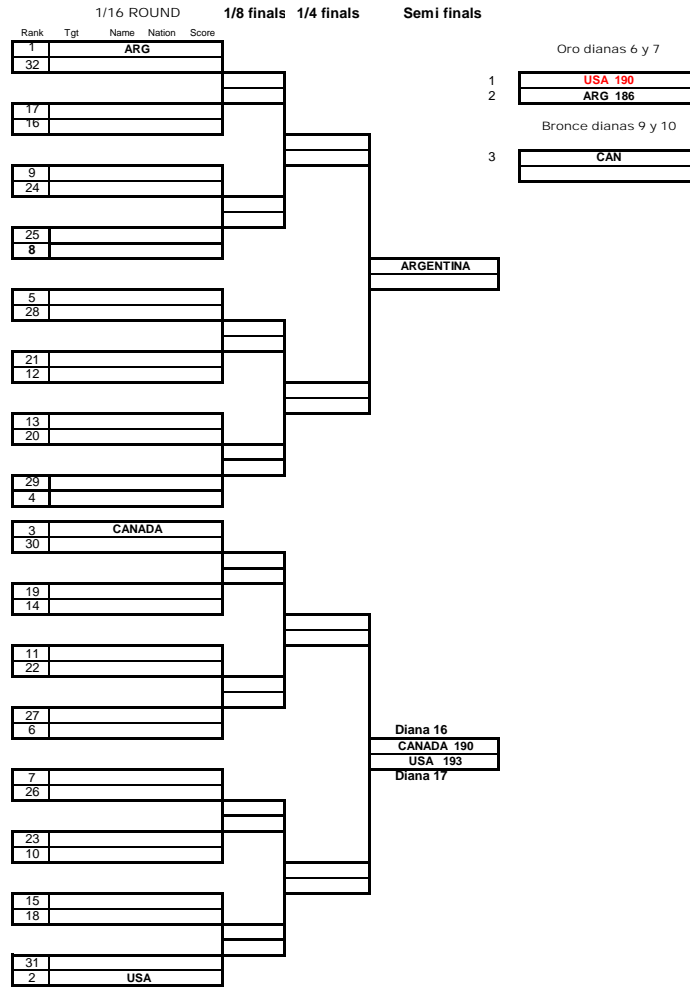 1/16 ROUND 1/8 finals 1/4 finals Semi finals
Rank Tgt Name Nation Score
1 ARG
32
Oro dianas 6 y 7
1 USA 190
2 ARG 186
17
16
Bronce dianas 9 y 10
3 CAN
9
24
25
8
ARGENTINA
5
28
21
12
13
20
29
4
3 CANADA
30
19
14
11
22
27
6
Diana 16
CANADA 190
USA 193
Diana 17
7
26
23
10
15
18
31
2 USA